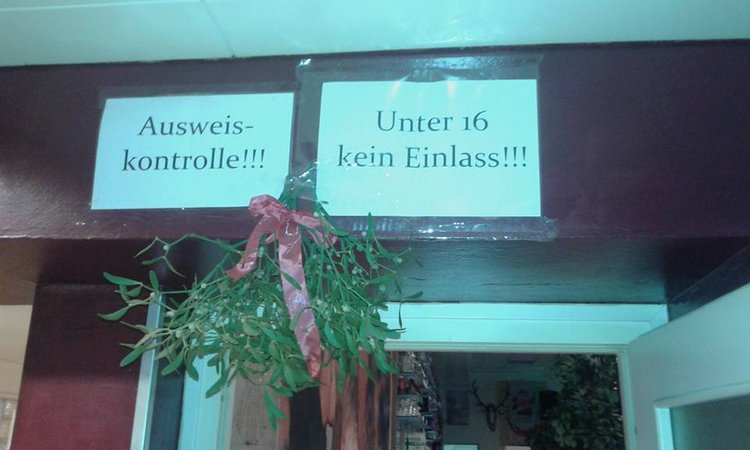 Ausweis-
kontrolle!!!
Unter 16
kein Einlass!!!